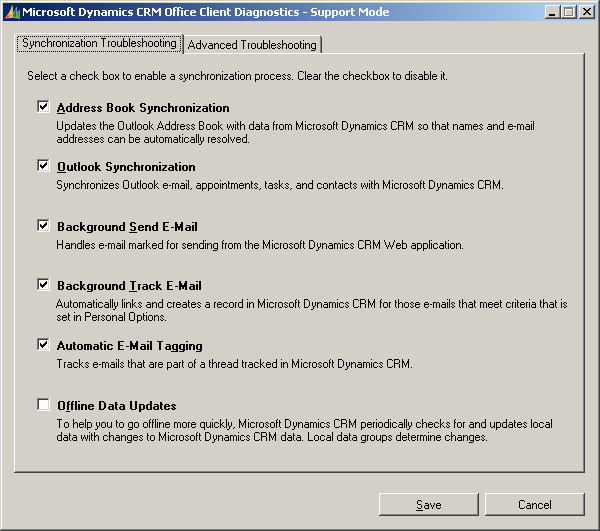 Microsoft Dynamics CRM Office Client Diagnostics - Support Mode
Synchronization Troubleshooting
Advanced Troubleshooting
Select a check box to enable a synchronization process. Clear the checkbox to disable it.
Address Book Synchronization
Updates the Outlook Address Book with data from Microsoft Dynamics CRM so that names and e-mail
addresses can be automatically resolved.
Outlook Synchronization
Synchronizes Outlook e-mail, appointments, tasks, and contacts with Microsoft Dynamics CRM.
Background Send E-Mail
Handles e-mail marked for sending from the Microsoft Dynamics CRM Web application.
Background Track E-Mail
Automatically links and creates a record in Microsoft Dynamics CRM for those e-mails that meet criteria that is
set in Personal Options.
Automatic E-Mail Tagging
Tracks e-mails that are part of a thread tracked in Microsoft Dynamics CRM.
Offline Data Updates
To help you to go offline more quickly, Microsoft Dynamics CRM periodically checks for and updates local
data with changes to Microsoft Dynamics CRM data. Local data groups determine changes.
Save
Cancel